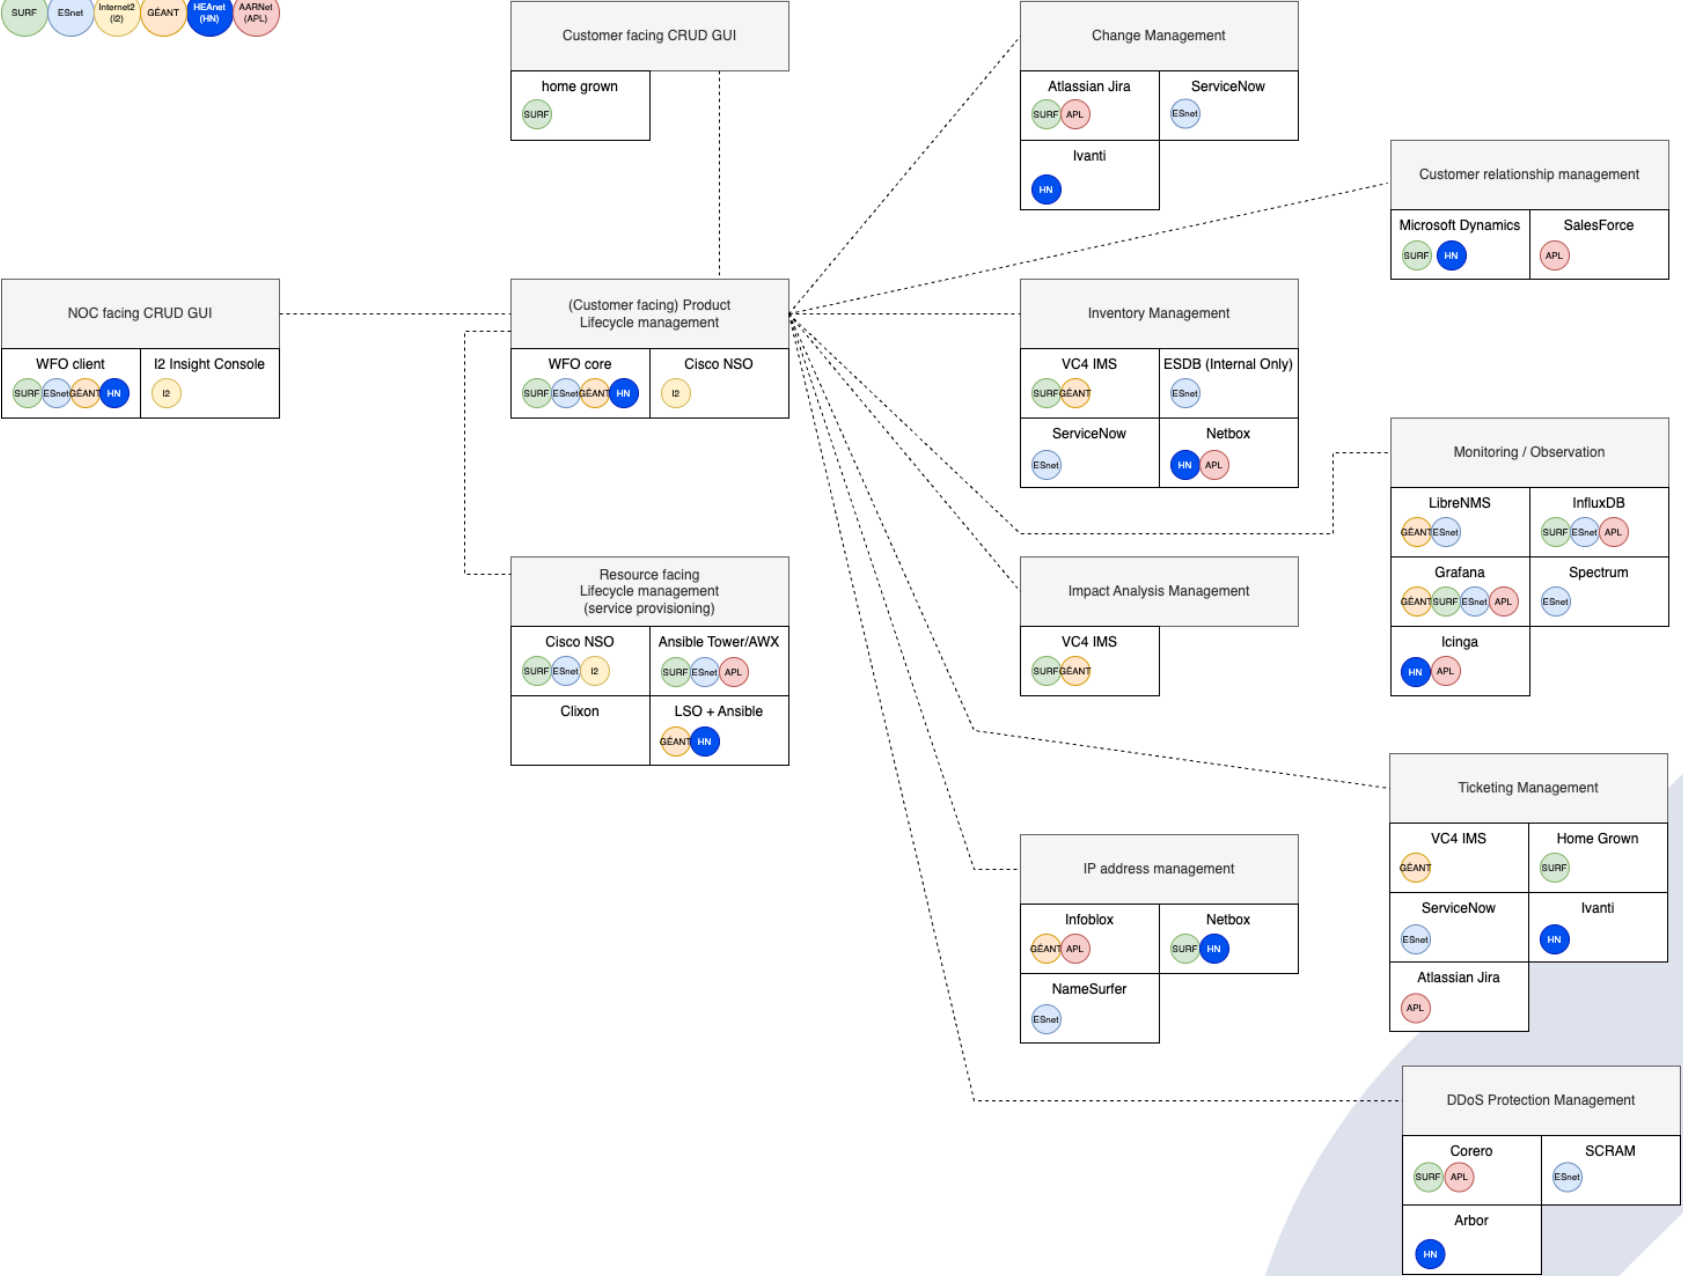 SURF
ESnet
Internet2
(I2)
GÉANT
HEAnet
(HN)
AARNet
(APL)
Customer facing CRUD GUI
home grown
SURF
Change Management
Atlassian Jira
SURF APL
ServiceNow
ESnet
Ivanti
HN
Customer relationship management
Microsoft Dynamics
SURF HN
SalesForce
APL
NOC facing CRUD GUI
WFO client
SURF ESnet GÉANT HN
I2 Insight Console
I2
(Customer facing) Product
Lifecycle management
WFO core
SURF ESnet GÉANT HN
Cisco NSO
I2
Inventory Management
VC4 IMS
SURF GÉANT
ESDB (Internal Only)
ESnet
ServiceNow
ESnet
Netbox
HN APL
Monitoring / Observation
LibreNMS
GÉANT ESnet
InfluxDB
SURF ESnet APL
Grafana
GÉANT SURF ESnet APL
Spectrum
ESnet
Icinga
HN APL
Resource facing
Lifecycle management
(service provisioning)
Cisco NSO
SURF ESnet I2
Ansible Tower/AWX
SURF ESnet APL
Clixon
LSO + Ansible
GÉANT HN
Impact Analysis Management
VC4 IMS
SURF GÉANT
Ticketing Management
VC4 IMS
GÉANT
Home Grown
SURF
ServiceNow
ESnet
Ivanti
HN
Atlassian Jira
APL
IP address management
Infoblox
GÉANT APL
Netbox
SURF HN
NameSurfer
ESnet
DDoS Protection Management
Corero
SURF APL
SCRAM
ESnet
Arbor
HN